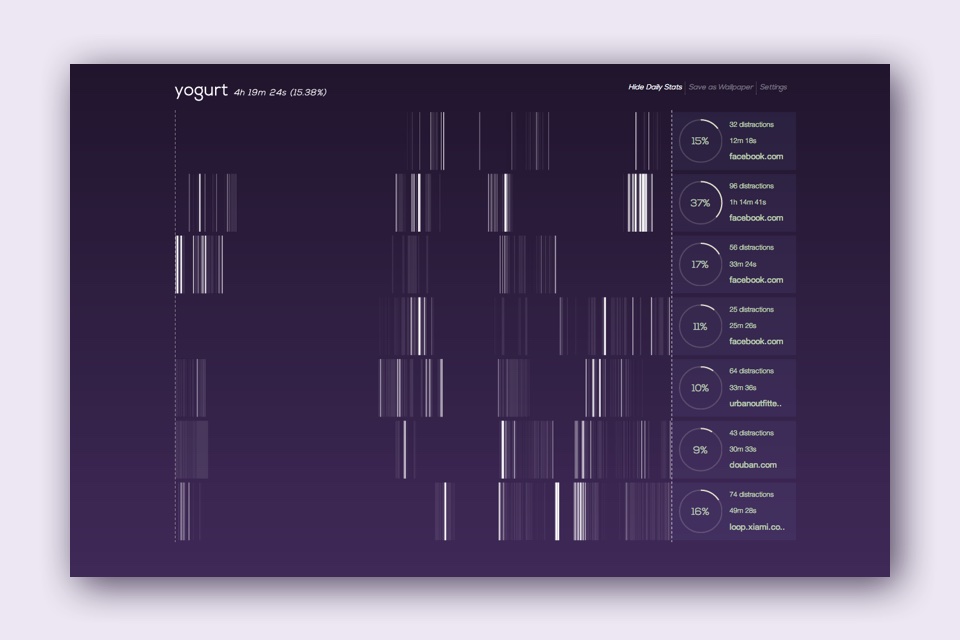 yogurt 4h 19m 24s (15.38%)
Hide Daily Stats | Save as Wallpaper | Settings
15%
32 distractions
12m 18s
facebook.com
37%
96 distractions
1h 14m 41s
facebook.com
17%
56 distractions
33m 24s
facebook.com
11%
25 distractions
25m 26s
facebook.com
10%
64 distractions
33m 36s
urbanoutfitte..
9%
43 distractions
30m 33s
douban.com
16%
74 distractions
49m 28s
loop.xiami.co..